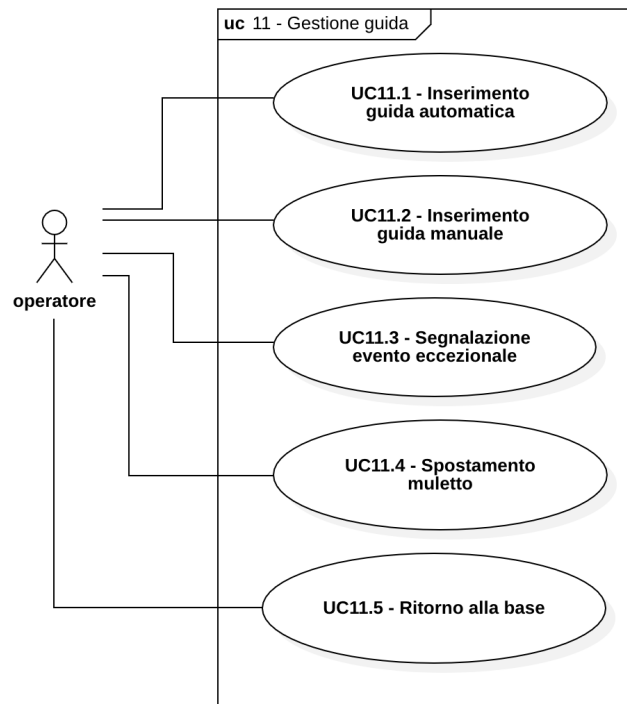 uc 11 - Gestione guida
UC11.1 - Inserimento
guida automatica
UC11.2 - Inserimento
guida manuale
operatore
UC11.3 - Segnalazione
evento eccezionale
UC11.4 - Spostamento
muletto
UC11.5 - Ritorno alla base